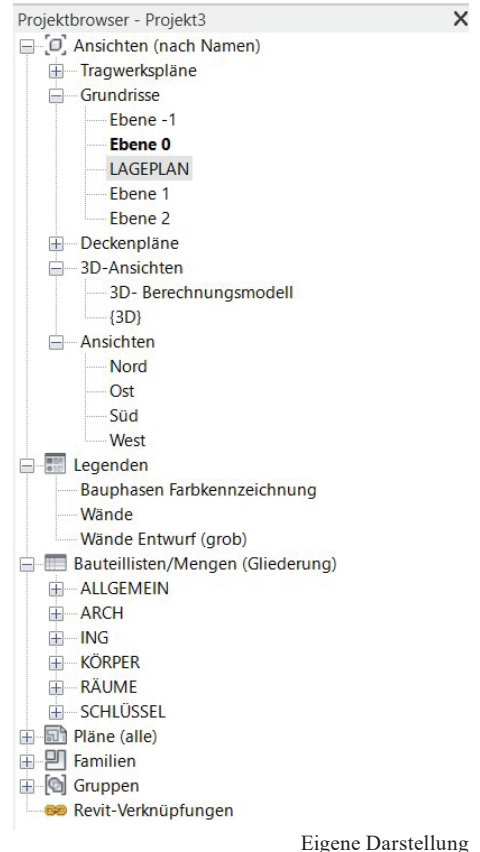 Projektbrowser - Projekt3
Ansichten (nach Namen)
Tragwerkspläne
Grundrisse
Ebene -1
Ebene 0
LAGEPLAN
Ebene 1
Ebene 2
Deckenpläne
3D-Ansichten
3D- Berechnungsmodell
{3D}
Ansichten
Nord
Ost
Süd
West
Legenden
Bauphasen Farbkennzeichnung
Wände
Wände Entwurf (grob)
Bauteillisten/Mengen (Gliederung)
ALLGEMEIN
ARCH
ING
KÖRPER
RÄUME
SCHLÜSSEL
Pläne (alle)
Familien
Gruppen
Revit-Verknüpfungen
Eigene Darstellung